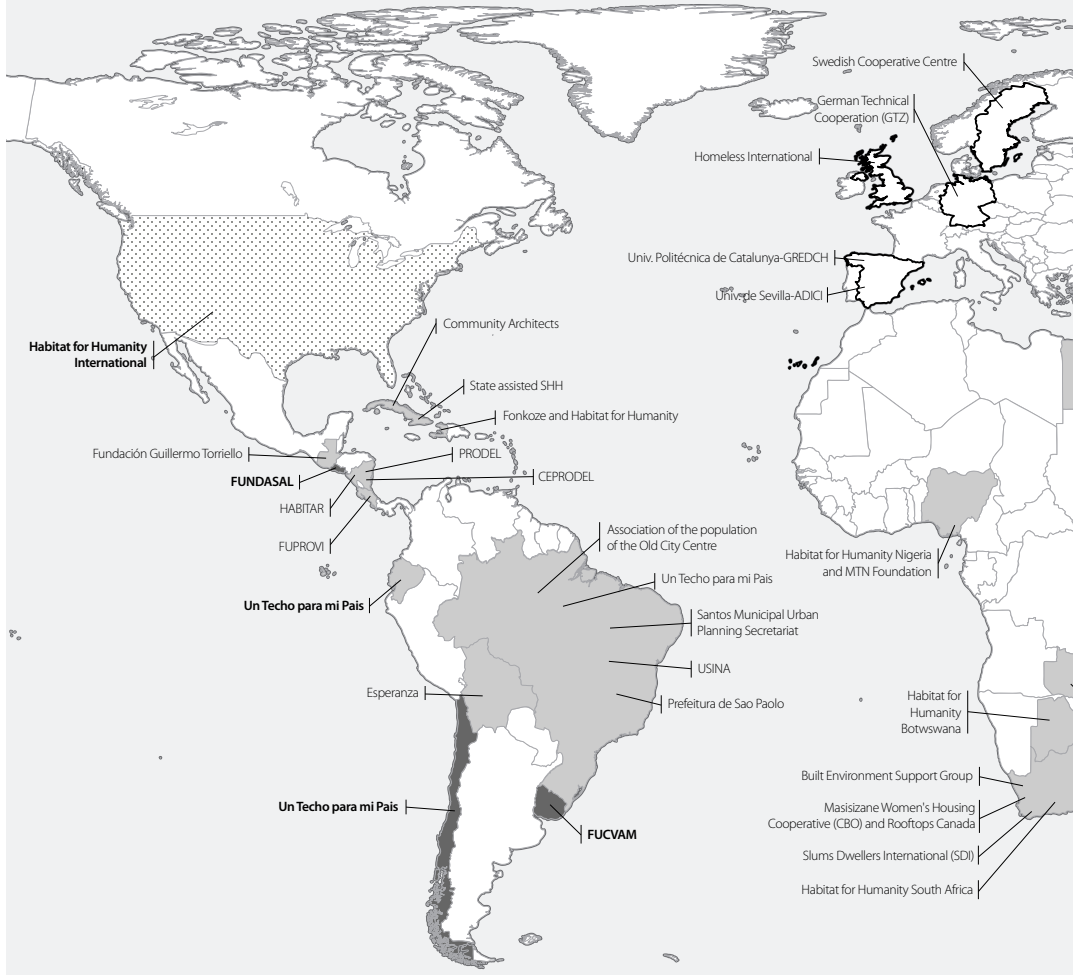 Swedish Cooperative Centre
German Technical
Cooperation (GTZ)
Homeless International
Univ. Politécnica de Catalunya-GREDCH
Univ. de Sevilla-ADICI
Habitat for Humanity
International
Community Architects
State assisted SHH
Fonkoze and Habitat for Humanity
Fundación Guillermo Torriello
PRODEL
FUNDASAL
CEPRODEL
HABITAR
FUPROVI
Association of the population
of the Old City Centre
Habitat for Humanity Nigeria
and MTN Foundation
Un Techo para mi Pais
Un Techo para mi Pais
Santos Municipal Urban
Planning Secretariat
USINA
Esperanza
Prefeitura de Sao Paolo
Habitat for
Humanity
Botswana
Un Techo para mi Pais
FUCVAM
Built Environment Support Group
Masisizane Women's Housing
Cooperative (CBO) and Rooftops Canada
Slums Dwellers International (SDI)
Habitat for Humanity South Africa